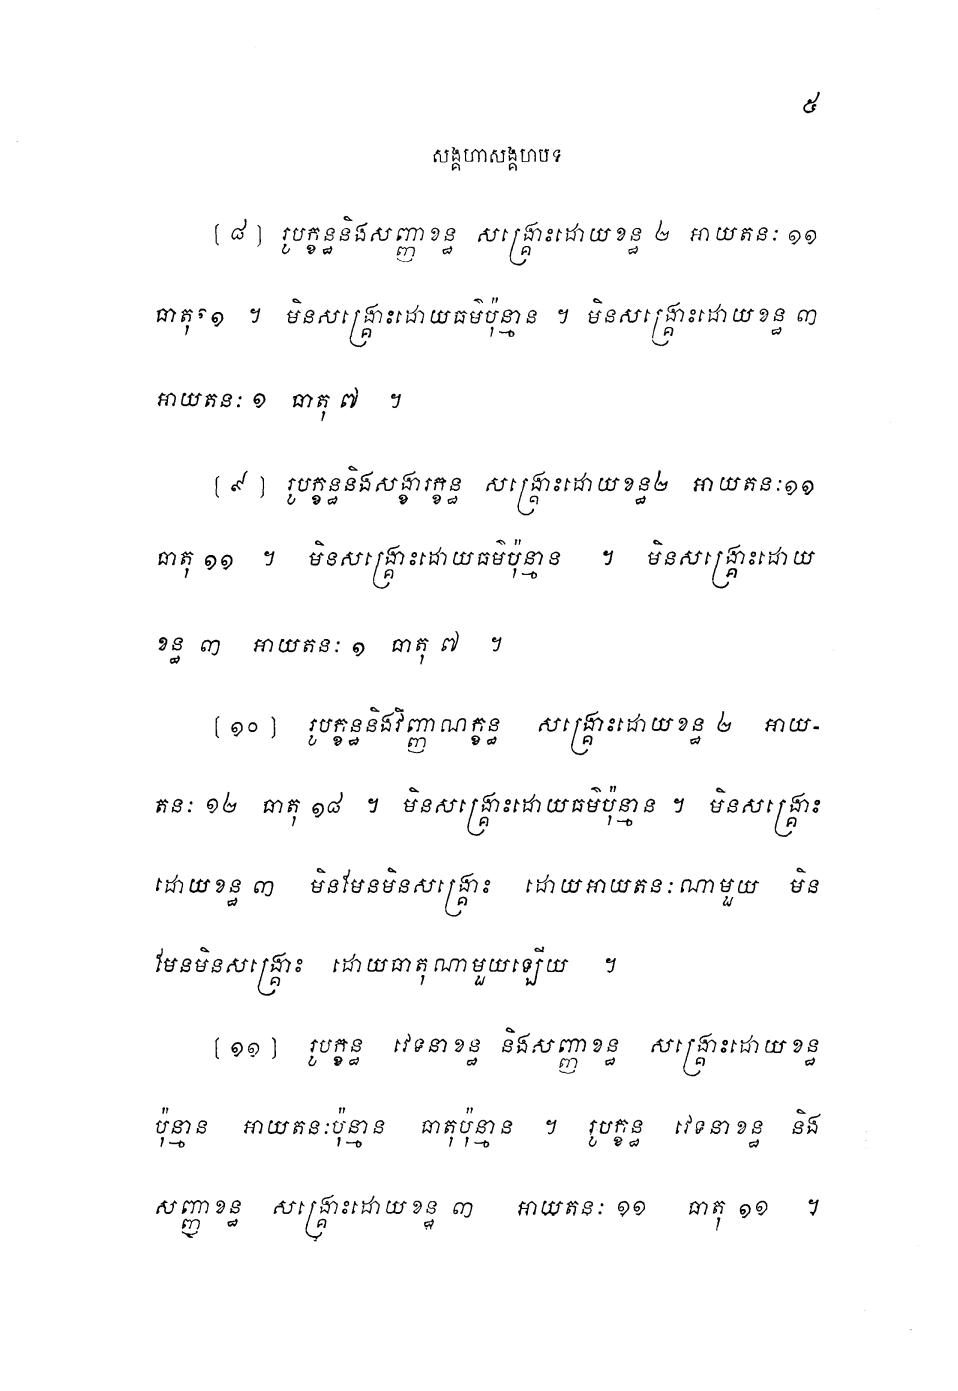 ៥
សង្គហាសង្គហបទ
(៨) រូបក្ខន្ធនិងសញ្ញាខន្ធ សង្គ្រោះដោយខន្ធ ២ អាយតនៈ ១១
ធាតុ ១១ ។ មិនសង្គ្រោះដោយធម៌ប៉ុន្មាន ។ មិនសង្គ្រោះដោយខន្ធ ៣
អាយតនៈ ១ ធាតុ ៧ ។
(៩) រូបក្ខន្ធនិងសង្ខារក្ខន្ធ សង្គ្រោះដោយខន្ធ២ អាយតនៈ១១
ធាតុ ១១ ។ មិនសង្គ្រោះដោយធម៌ប៉ុន្មាន ។ មិនសង្គ្រោះដោយ
ខន្ធ ៣ អាយតនៈ ១ ធាតុ ៧ ។
(១០) រូបក្ខន្ធនិងវិញ្ញាណក្ខន្ធ សង្គ្រោះដោយខន្ធ ២ អាយ-
តនៈ ១២ ធាតុ ១៨ ។ មិនសង្គ្រោះដោយធម៌ប៉ុន្មាន ។ មិនសង្គ្រោះ
ដោយខន្ធ ៣ មិនមែនមិនសង្គ្រោះ ដោយអាយតនៈណាមួយ មិន
មែនមិនសង្គ្រោះ ដោយធាតុណាមួយឡើយ ។
(១១) រូបក្ខន្ធ វេទនាខន្ធ និងសញ្ញាខន្ធ សង្គ្រោះដោយខន្ធ
ប៉ុន្មាន អាយតនៈប៉ុន្មាន ធាតុប៉ុន្មាន ។ រូបក្ខន្ធ វេទនាខន្ធ និង
សញ្ញាខន្ធ សង្គ្រោះដោយខន្ធ ៣ អាយតនៈ ១១ ធាតុ ១១ ។